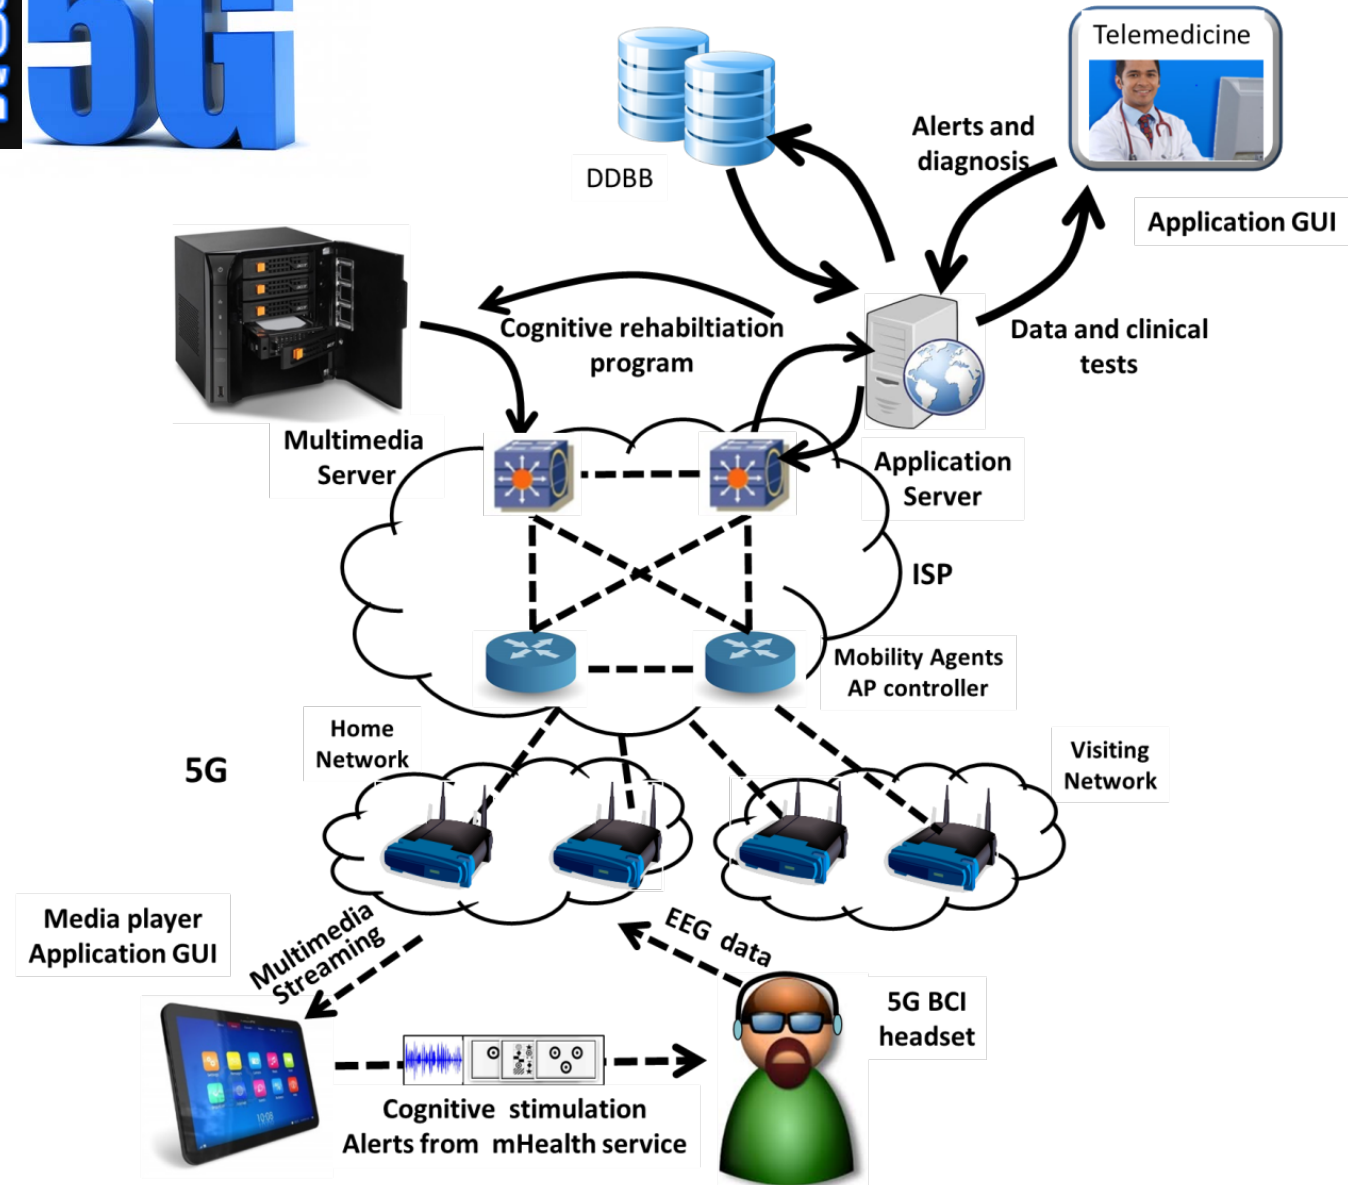 5G
DDBB
Telemedicine
Alerts and
diagnosis
Application GUI
Cognitive rehabiltiation
program
Data and clinical
tests
Multimedia
Server
Application
Server
ISP
Mobility Agents
AP controller
Home
Network
5G
Visiting
Network
Media player
Application GUI
Multimedia
Streaming
EEG data
5G BCI
headset
10:08
Cognitive stimulation
Alerts from mHealth service